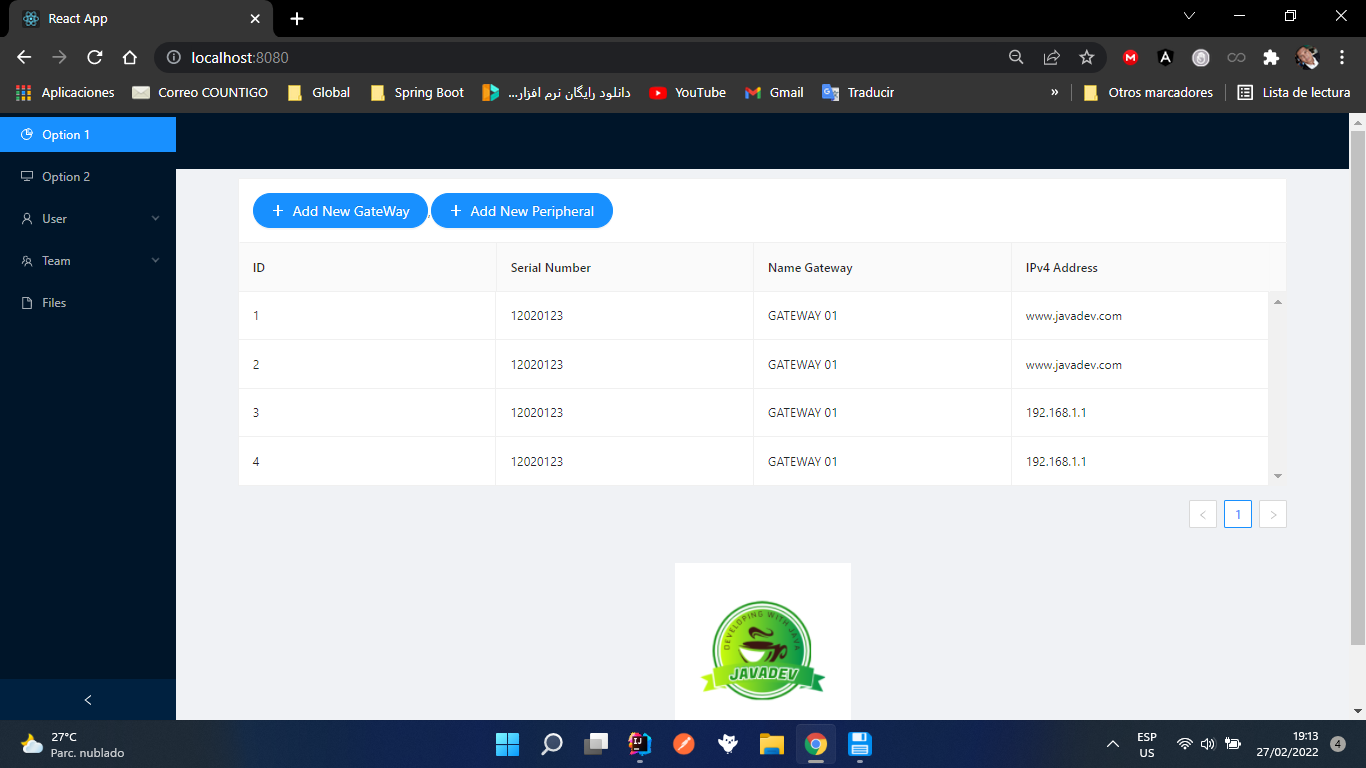 React App
localhost:8080
Aplicaciones
Correo COUNTIGO
Global
Spring Boot
دانلود رایگان نرم افزار...
YouTube
Gmail
Traducir
»
Otros marcadores
Lista de lectura
Option 1
Option 2
User
Team
Files
+ Add New GateWay
+ Add New Peripheral
ID Serial Number Name Gateway IPv4 Address
1 12020123 GATEWAY 01 www.javadev.com
2 12020123 GATEWAY 01 www.javadev.com
3 12020123 GATEWAY 01 192.168.1.1
4 12020123 GATEWAY 01 192.168.1.1
< 1 >
DEVELOPING WITH JAVA
JAVADEV
<
27°C
Parc. nublado
ESP
US
19:13
27/02/2022
4